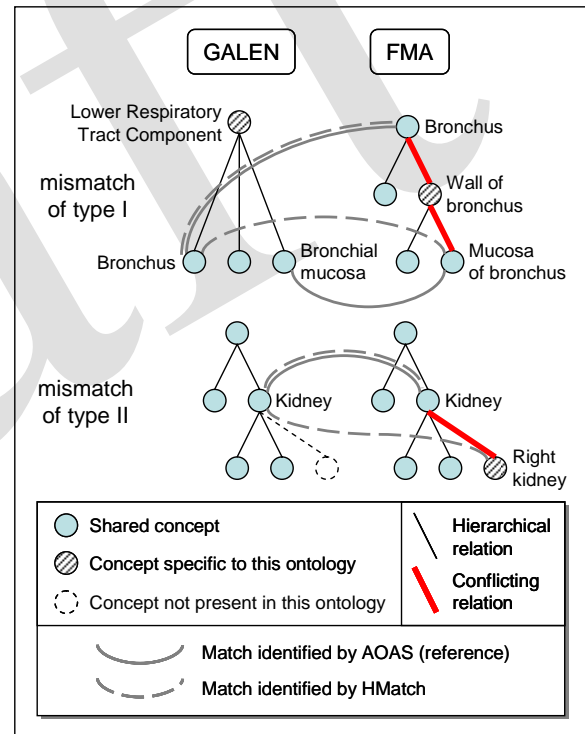 GALEN
FMA
Lower Respiratory
Tract Component
Bronchus
mismatch
of type I
Wall of
bronchus
Bronchus
Bronchial
mucosa
Mucosa
of bronchus
mismatch
of type II
Kidney
Kidney
Right
kidney
Shared concept
Concept specific to this ontology
Concept not present in this ontology
Hierarchical
relation
Conflicting
relation
Match identified by AOAS (reference)
Match identified by HMatch